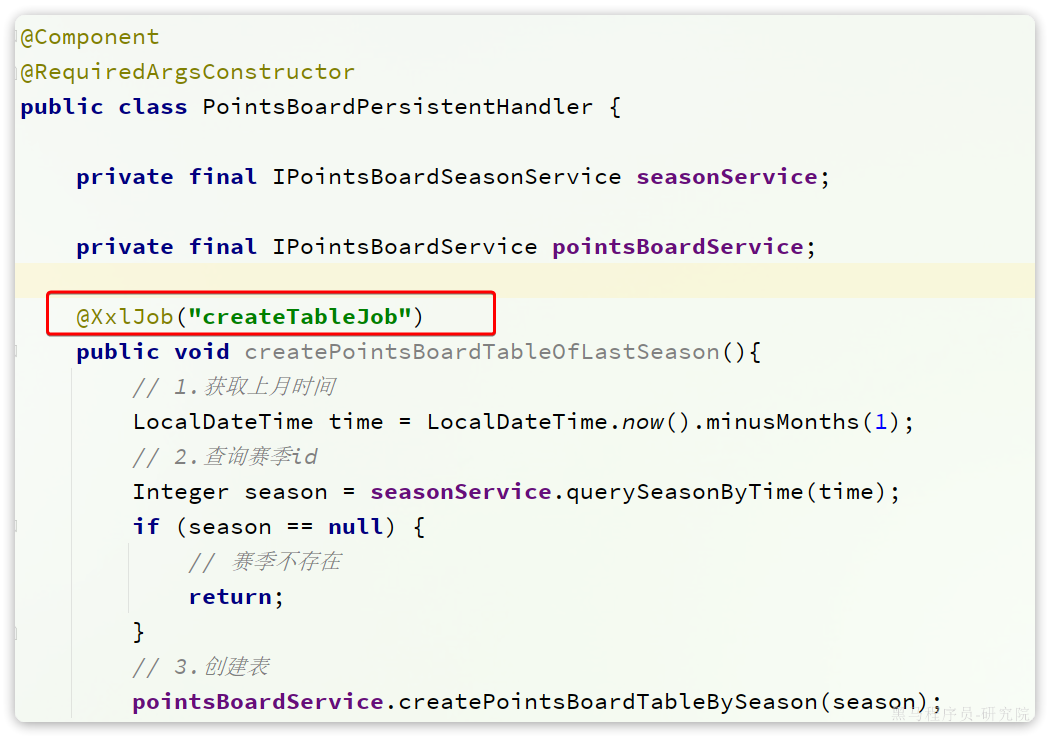 @Component
@RequiredArgsConstructor
public class PointsBoardPersistentHandler {
private final IPointsBoardSeasonService seasonService;
private final IPointsBoardService pointsBoardService;
@XxlJob("createTableJob")
public void createPointsBoardTableOfLastSeason(){
// 1.获取上月时间
LocalDateTime time = LocalDateTime.now().minusMonths(1);
// 2.查询赛季id
Integer season = seasonService.querySeasonByTime(time);
if (season == null) {
// 赛季不存在
return;
}
// 3.创建表
pointsBoardService.createPointsBoardTableBySeason(season);
黑马程序员-研究院